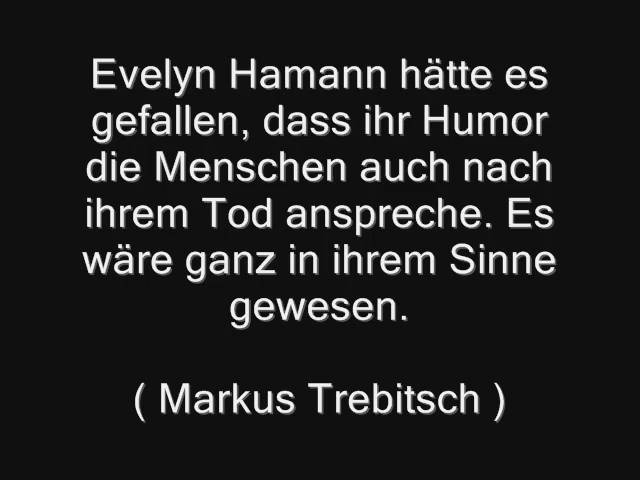 Evelyn Hamann hätte es
gefallen, dass ihr Humor
die Menschen auch nach
ihrem Tod anspreche. Es
wäre ganz in ihrem Sinne
gewesen.
( Markus Trebitsch )